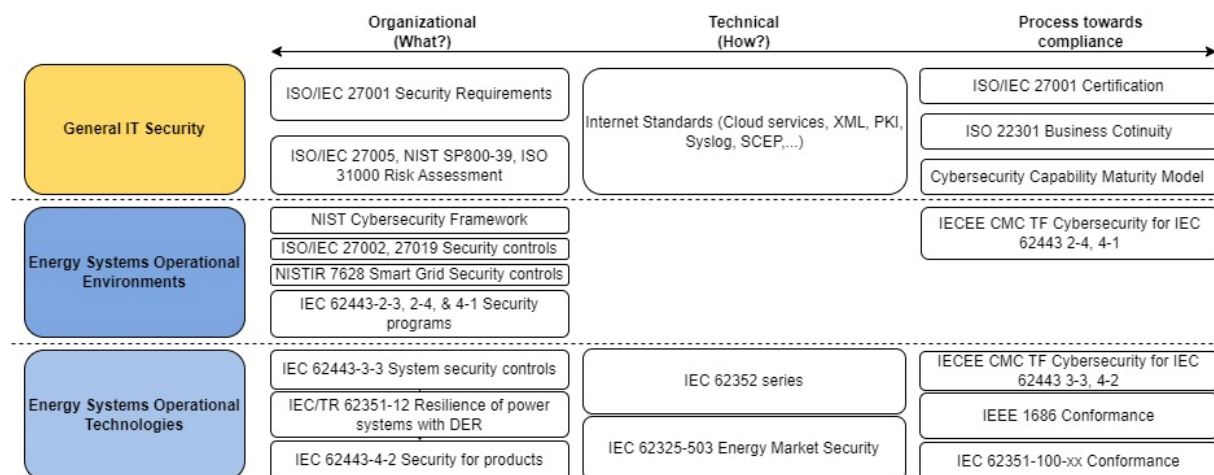 Organizational
(What?)
Technical
(How?)
Process towards
compliance
General IT Security
ISO/IEC 27001 Security Requirements
ISO/IEC 27005, NIST SP800-39, ISO
31000 Risk Assessment
Internet Standards (Cloud services, XML, PKI,
Syslog, SCEP,...)
ISO/IEC 27001 Certification
ISO 22301 Business Cotinuity
Cybersecurity Capability Maturity Model
Energy Systems Operational
Environments
NIST Cybersecurity Framework
ISO/IEC 27002, 27019 Security controls
NISTIR 7628 Smart Grid Security controls
IEC 62443-2-3, 2-4, & 4-1 Security
programs
IECEE CMC TF Cybersecurity for IEC
62443 2-4, 4-1
Energy Systems Operational
Technologies
IEC 62443-3-3 System security controls
IEC/TR 62351-12 Resilience of power
systems with DER
IEC 62443-4-2 Security for products
IEC 62352 series
IEC 62325-503 Energy Market Security
IECEE CMC TF Cybersecurity for IEC
62443 3-3, 4-2
IEEE 1686 Conformance
IEC 62351-100-xx Conformance